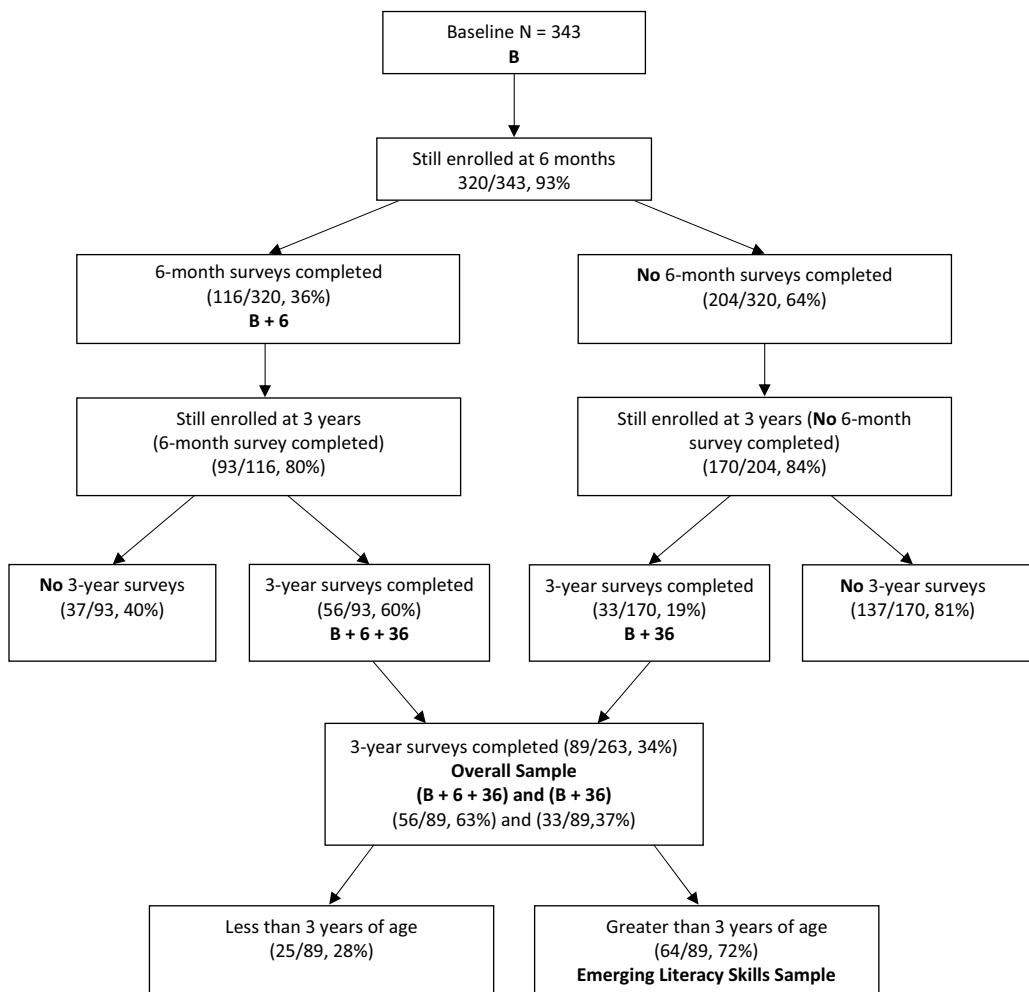 Baseline N = 343
B
Still enrolled at 6 months
320/343, 93%
6-month surveys completed
(116/320, 36%)
B + 6
No 6-month surveys completed
(204/320, 64%)
Still enrolled at 3 years
(6-month survey completed)
(93/116, 80%)
Still enrolled at 3 years (No 6-month
survey completed)
(170/204, 84%)
No 3-year surveys
(37/93, 40%)
3-year surveys completed
(56/93, 60%)
B + 6 + 36
3-year surveys completed
(33/170, 19%)
B + 36
No 3-year surveys
(137/170, 81%)
3-year surveys completed (89/263, 34%)
Overall Sample
(B + 6 + 36) and (B + 36)
(56/89, 63%) and (33/89,37%)
Less than 3 years of age
(25/89, 28%)
Greater than 3 years of age
(64/89, 72%)
Emerging Literacy Skills Sample